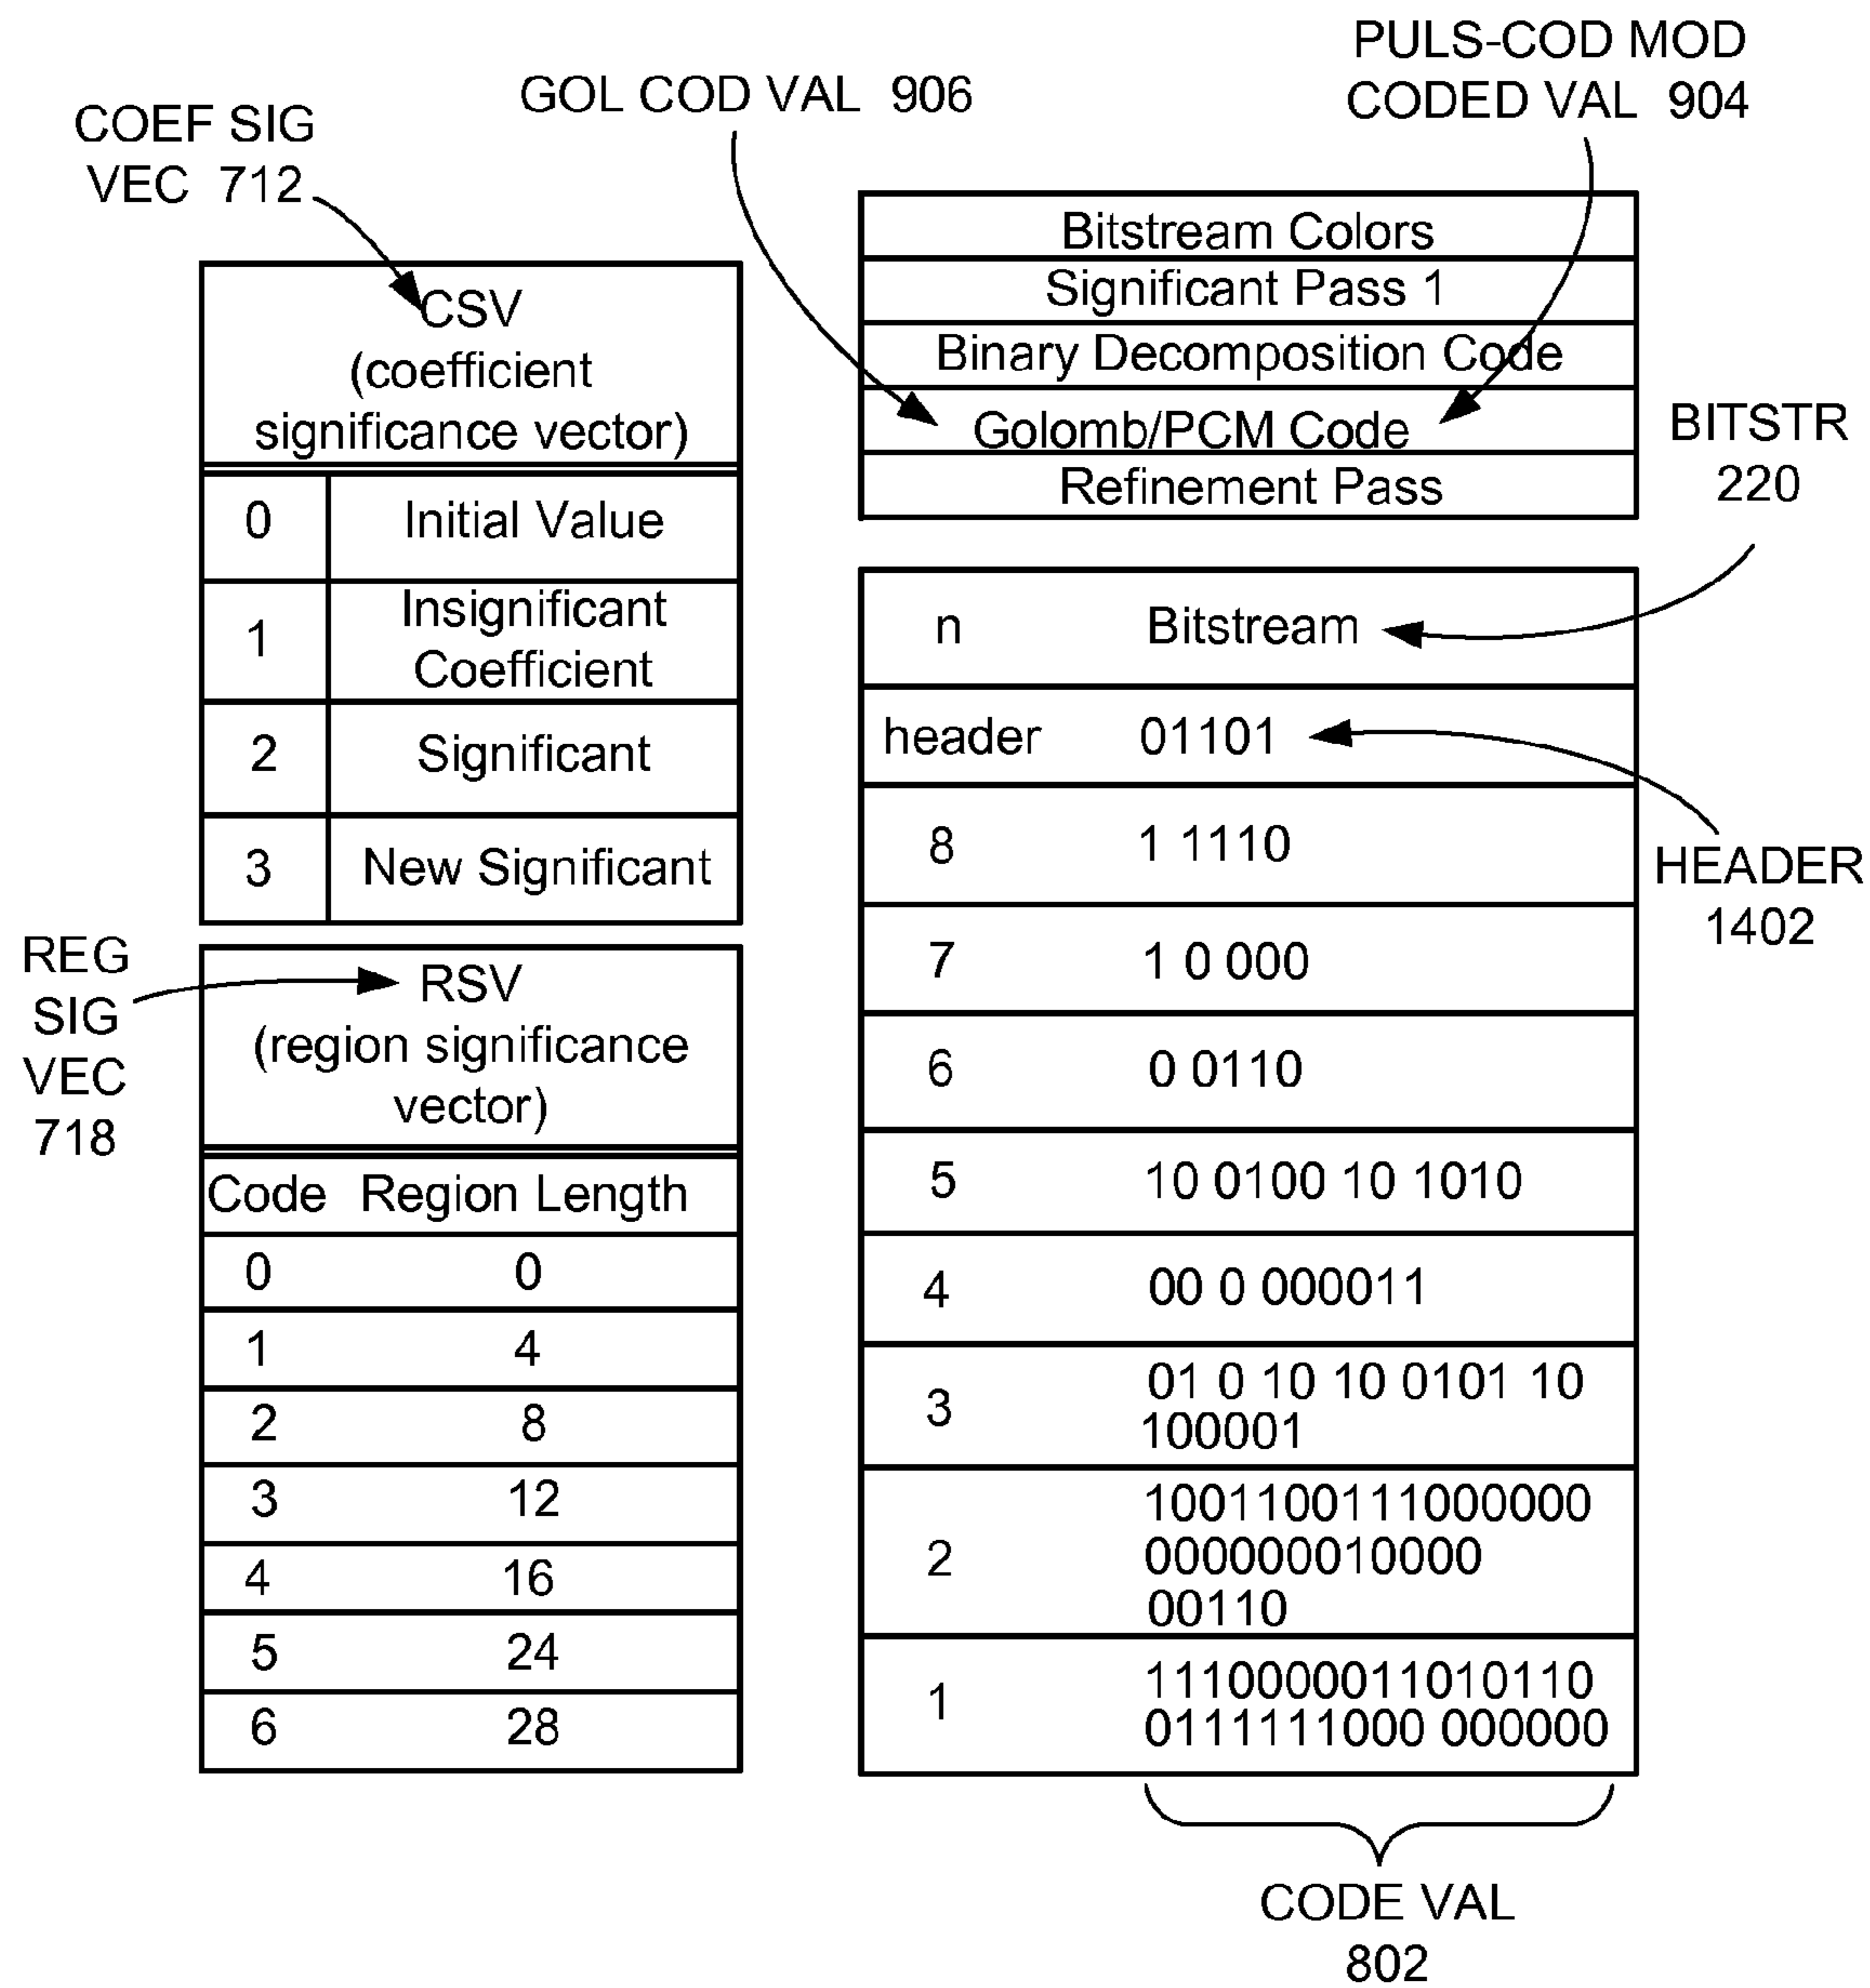 PULS-COD MOD
CODED VAL 904
GOL COD VAL 906
COEF SIG
VEC 712
CSV
(coefficient
significance vector)
0 Initial Value
1 Insignificant
Coefficient
2 Significant
3 New Significant
REG
SIG
VEC
718
RSV
(region significance
vector)
Code Region Length
0 0
1 4
2 8
3 12
4 16
5 24
6 28
Bitstream Colors
Significant Pass 1
Binary Decomposition Code
Golomb/PCM Code
Refinement Pass
BITSTR
220
n Bitstream
header 01101
HEADER
1402
8 1 1110
7 1 0 000
6 0 0110
5 10 0100 10 1010
4 00 0 000011
3 01 0 10 10 0101 10
100001
2 1001100111000000
000000010000
00110
1 1110000011010110
0111111000 000000
CODE VAL
802